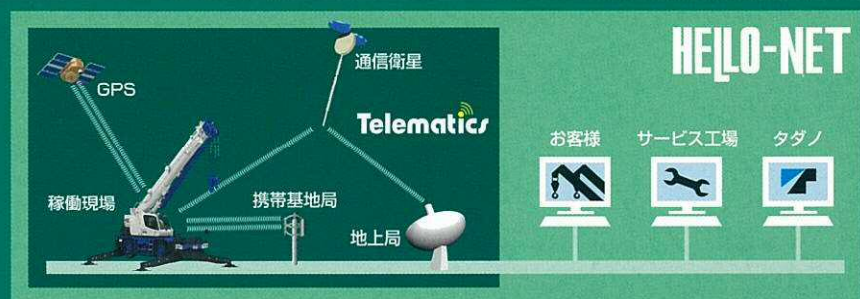 HELLO-NET
通信衛星
GPS
Telematics
お客様
サービス工場
タダノ
稼働現場
携帯基地局
地上局